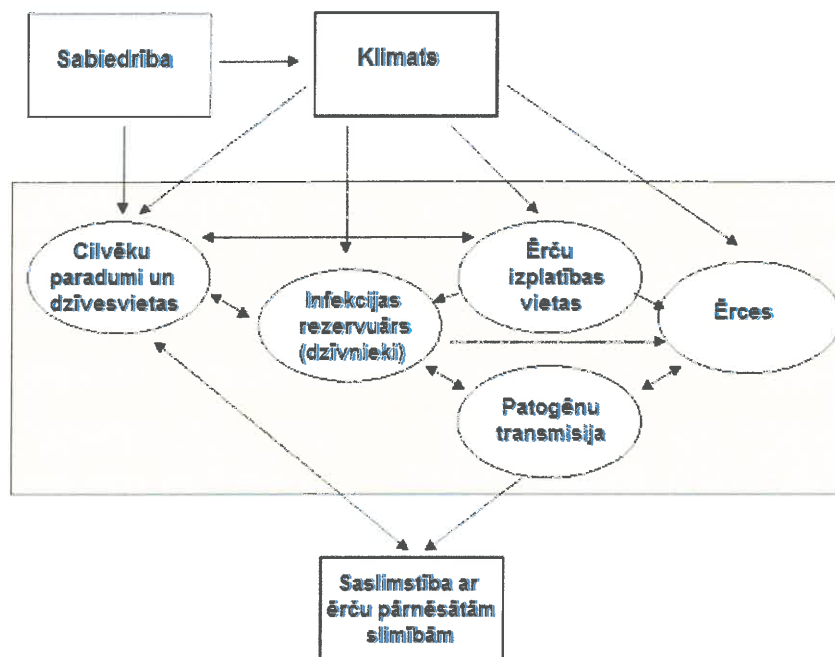 Sabiedrība
Klimats
Cilvēku
paradumi un
dzīvesvietas
Ērču
izplatības
vietas
Infekcijas
rezervuārs
(dzīvnieki)
Ērces
Patogēnu
transmisija
Saslimstība ar
ērču pārnēsātām
slimībām